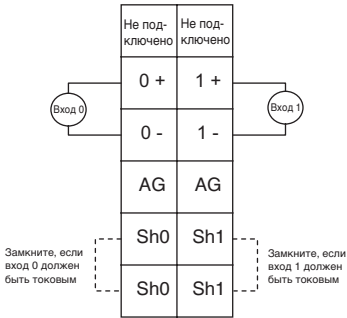 Не под-
ключено
Не под-
ключено
0 +
1 +
Вход 0
Вход 1
0 -
1 -
AG
AG
Sh0
Sh1
Замкните, если
вход 0 должен
быть токовым
Замкните, если
вход 1 должен
быть токовым
Sh0
Sh1